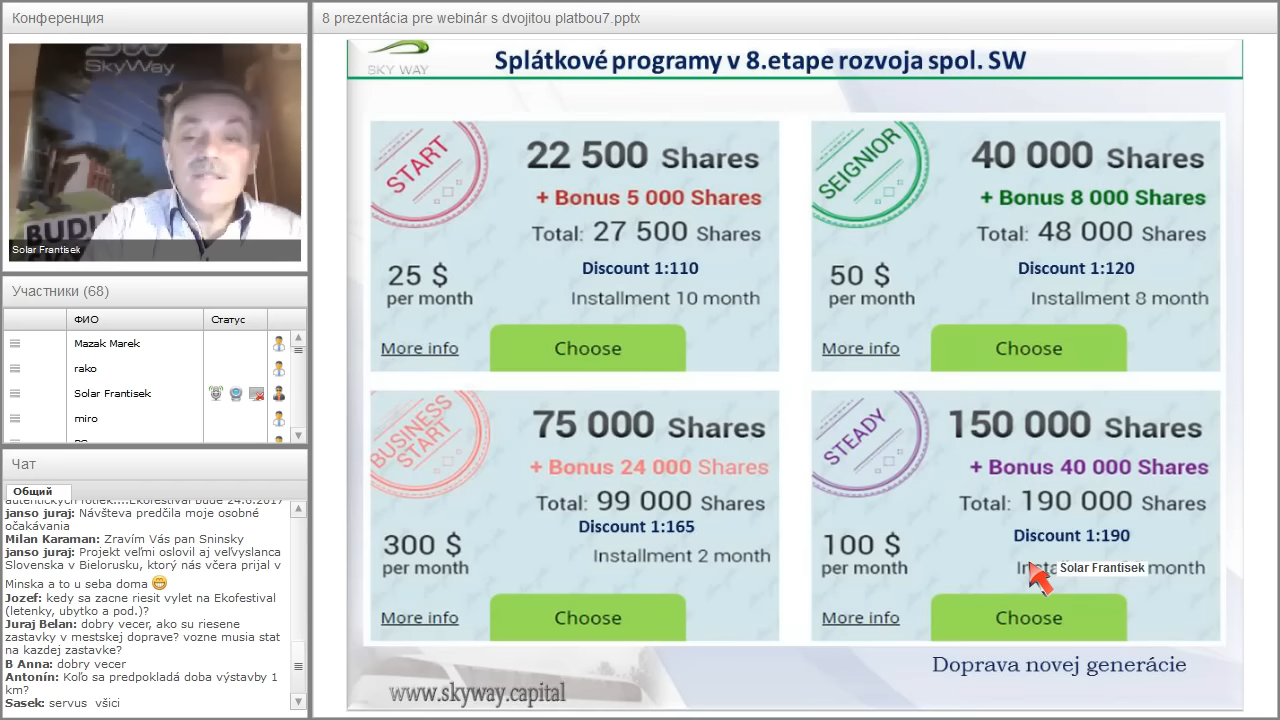 Конференция
SkyWay
BUDU
Solar Frantisek
Участники (68)
ФИО
Статус
Mazak Marek
rako
Solar Frantisek
miro
Чат
Общий
janso juraj: Návšteva predčila moje osobné
očakávania
Milan Karaman: Zravím Vás pan Sninsky
janso juraj: Projekt veľmi oslovil aj veľvyslanca
Slovenska v Bielorusku, ktorý nás včera prijal v
Minska a to u seba doma
Jozef: kedy sa zacne riesit vylet na Ekofestival
(letenky, ubytko a pod.)?
Juraj Belan: dobry vecer, ako su riesene
zastavky v mestskej doprave? vozne musia stat
na kazdej zastavke?
B Anna: dobry vecer
Antonín: Koľo sa predpokladá doba výstavby 1
km?
Sasek: servus všici
8 prezentácia pre webinár s dvojitou platbou7.pptx
SKY WAY
Splátkové programy v 8.etape rozvoja spol. SW
START
22 500 Shares
+ Bonus 5 000 Shares
Total: 27 500 Shares
Discount 1:110
25 $
per month
Installment 10 month
More info
Choose
SEIGNIOR
40 000 Shares
+ Bonus 8 000 Shares
Total: 48 000 Shares
Discount 1:120
50 $
per month
Installment 8 month
More info
Choose
BUSINESS
START
75 000 Shares
+ Bonus 24 000 Shares
Total: 99 000 Shares
Discount 1:165
300 $
per month
Installment 2 month
More info
Choose
STEADY
150 000 Shares
+ Bonus 40 000 Shares
Total: 190 000 Shares
Discount 1:190
100 $
per month
month
Solar Frantisek
More info
Choose
Doprava novej generácie
www.skyway.capital